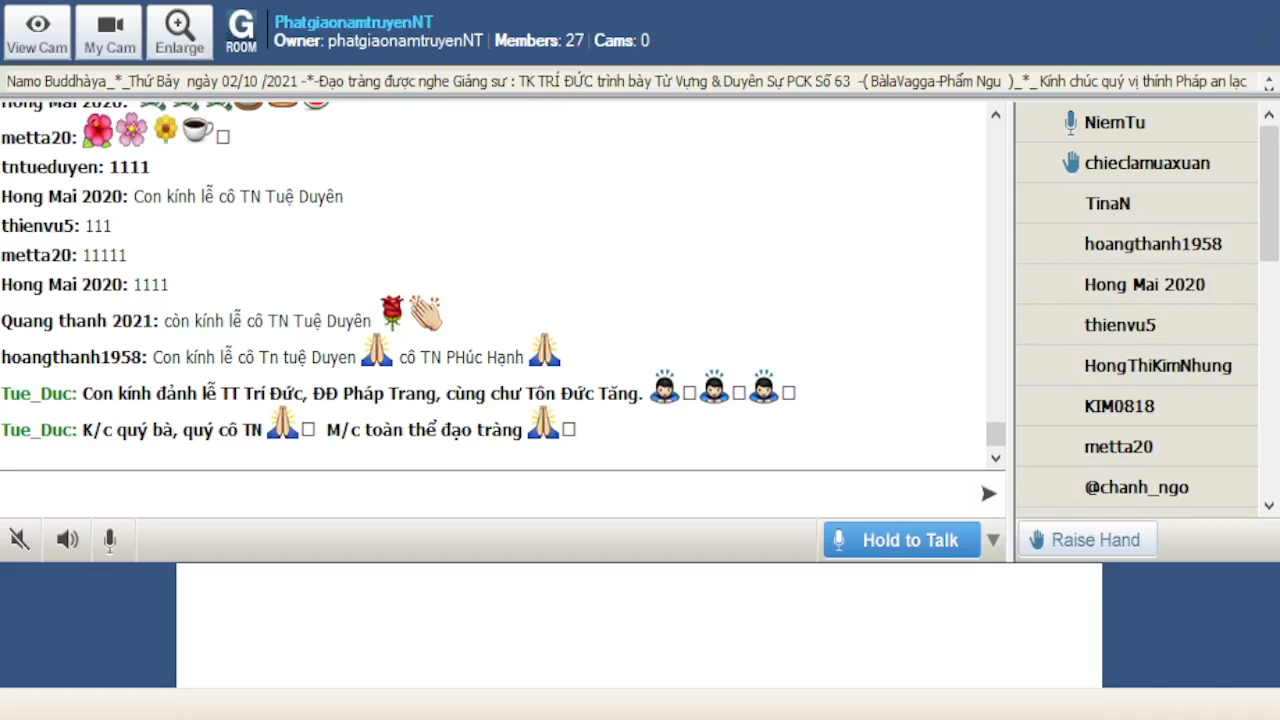 View Cam
My Cam
Enlarge
G
ROOM
PhatgiaonamtruyenNT
Owner: phatgiaonamtruyenNT | Members: 27 | Cams: 0
Namo Buddhàya_*_Thứ Bảy ngày 02/10 /2021 -*-Đạo tràng được nghe Giảng sư : TK TRÍ ĐỨC trình bày Từ Vựng & Duyên Sự PCK Số 63 -( BàlaVagga-Phẩm Ngu )_*_ Kính chúc quý vị thính Pháp an lạc
Hong Mai 2020:
metta20:
tntueduyen: 1111
Hong Mai 2020: Con kính lễ cô TN Tuệ Duyên
thienvu5: 111
metta20: 11111
Hong Mai 2020: 1111
Quang thanh 2021: còn kính lễ cô TN Tuệ Duyên
hoangthanh1958: Con kính lễ cô Tn tuệ Duyen cô TN PHúc Hạnh
Tue_Duc: Con kính đảnh lễ TT Trí Đức, ĐĐ Pháp Trang, cùng chư Tôn Đức Tăng.
Tue_Duc: K/c quý bà, quý cô TN M/c toàn thể đạo tràng
NiemTu
chieclamuaxuan
TinaN
hoangthanh1958
Hong Mai 2020
thienvu5
HongThiKimNhung
KIM0818
metta20
@chanh_ngo
Hold to Talk
Raise Hand